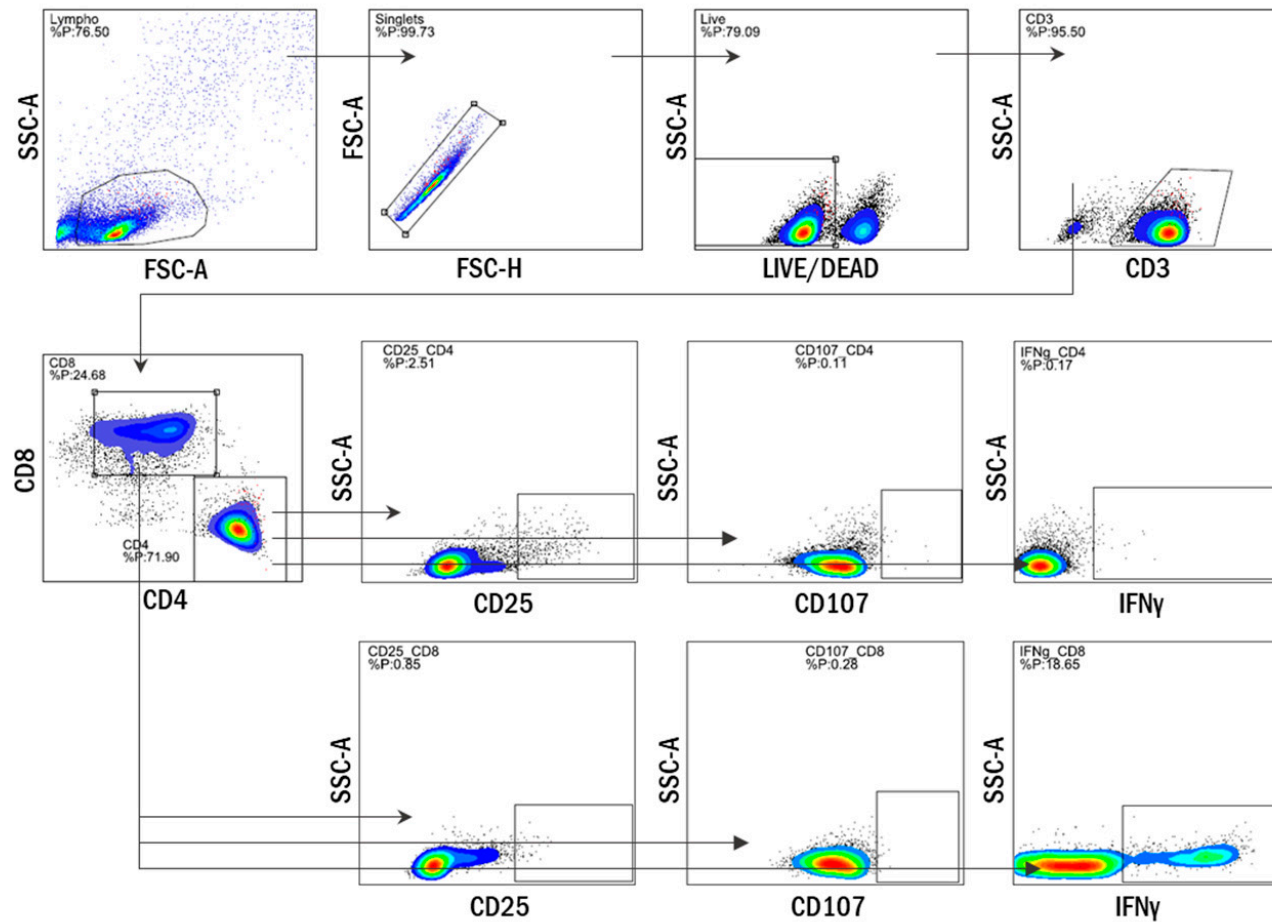 Lympho
%P:76.50
SSC-A
FSC-A
Singlets
%P:99.73
FSC-A
FSC-H
Live
%P:79.09
SSC-A
LIVE/DEAD
CD3
%P:95.50
SSC-A
CD3
CD8
%P:24.68
CD8
CD4
%P:71.90
CD4
CD25_CD4
%P:2.51
SSC-A
CD25
CD107_CD4
%P:0.11
SSC-A
CD107
IFNg_CD4
%P:0.17
SSC-A
IFNγ
CD25_CD8
%P:0.85
SSC-A
CD25
CD107_CD8
%P:0.28
SSC-A
CD107
IFNg_CD8
%P:18.65
SSC-A
IFNγ